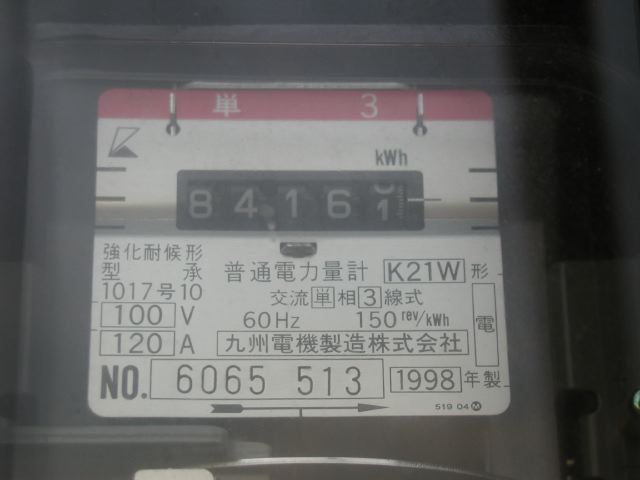 単 3
kWh
8 4 1 6 1
強化耐候形
型 承
1017号10
普通電力量計 K21W 形
交流単相3線式
100 V 60Hz 150 rev/kWh
120 A 九州電機製造株式会社
電
NO. 6065 513 1998 年製
519 04 M